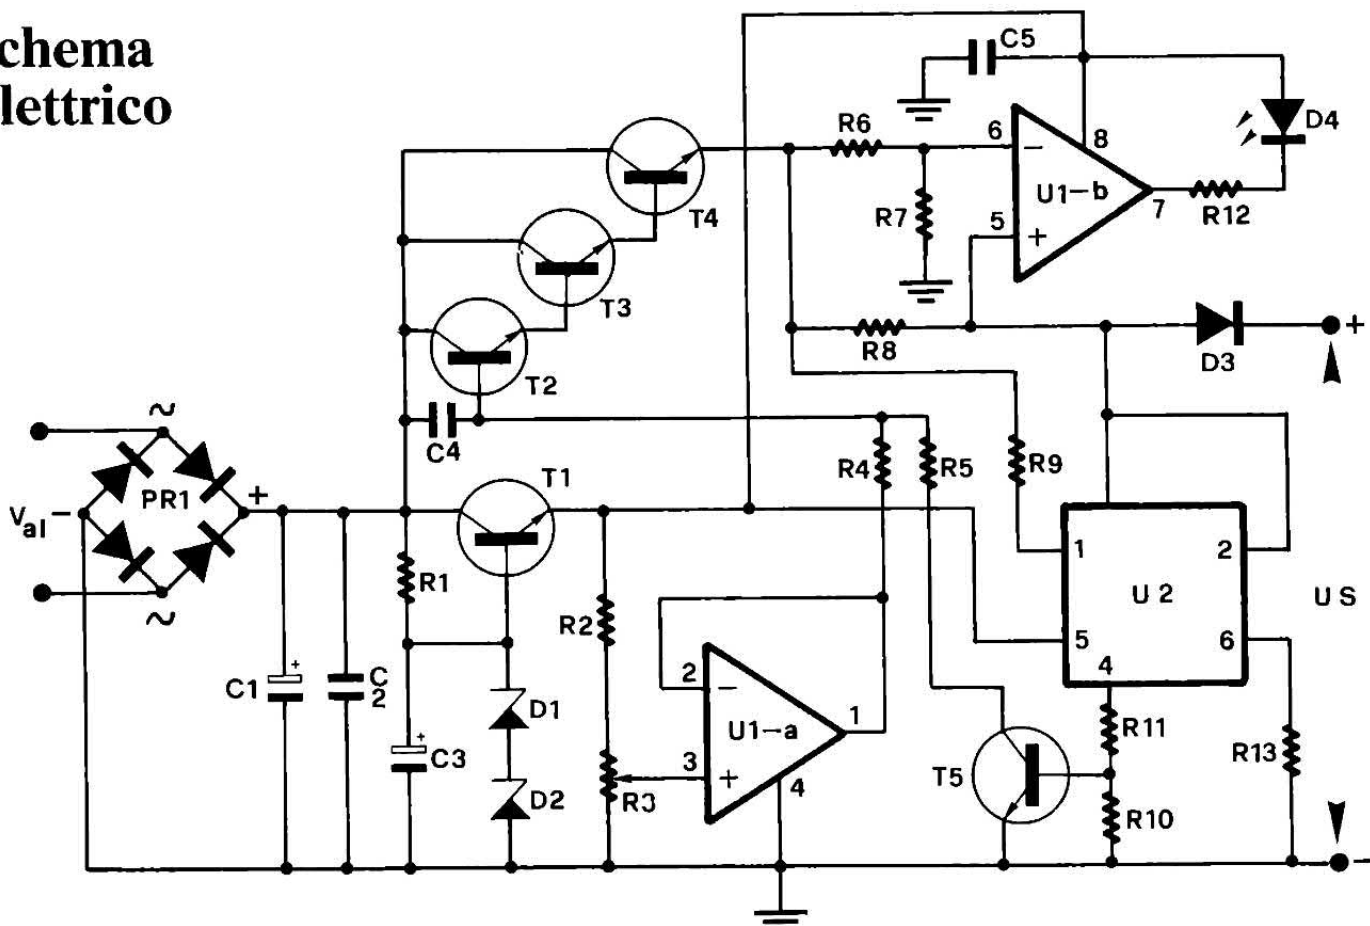 chema
lettrico
C5
D4
R6
6
−
8
U1-b
7
R12
R7
5
+
T4
T3
T2
R8
D3
+
C4
R4
R5
R9
~
PR1
+
Val
−
~
T1
R1
R2
1
2
U2
5
6
4
US
C1
+
C
2
+
C3
D1
D2
R3
2
−
U1-a
1
3
+
4
T5
R11
R10
R13
−